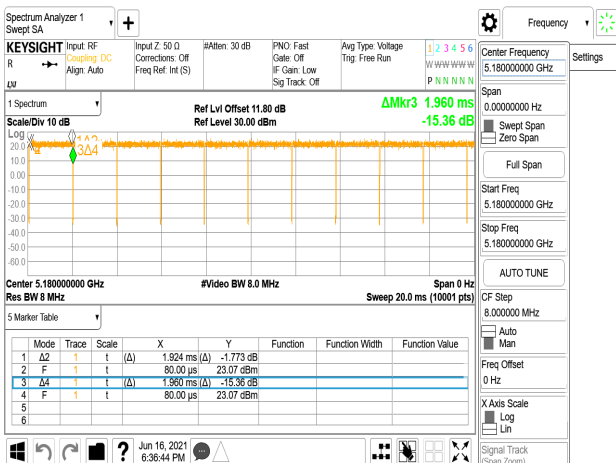 Spectrum Analyzer 1
Swept SA
Frequency
KEYSIGHT
R
Input: RF
Coupling: DC
Align: Auto
Input Z: 50 Ω
Corrections: Off
Freq Ref: Int (S)
#Atten: 30 dB
PNO: Fast
Gate: Off
IF Gain: Low
Sig Track: Off
Avg Type: Voltage
Trig: Free Run
1 2 3 4 5 6
W W W W W W
P N N N N N
LXI
1 Spectrum
Scale/Div 10 dB
Ref Lvl Offset 11.80 dB
Ref Level 30.00 dBm
ΔMkr3 1.960 ms
-15.36 dB
Log
20.0
10.0
0.00
-10.0
-20.0
-30.0
-40.0
-50.0
-60.0
1Δ2
3Δ4
Center 5.180000000 GHz
Res BW 8 MHz
#Video BW 8.0 MHz
Span 0 Hz
Sweep 20.0 ms (10001 pts)
5 Marker Table
Mode Trace Scale X Y Function Function Width Function Value
1 Δ2 1 t (Δ) 1.924 ms (Δ) -1.773 dB
2 F 1 t 80.00 µs 23.07 dBm
3 Δ4 1 t (Δ) 1.960 ms (Δ) -15.36 dB
4 F 1 t 80.00 µs 23.07 dBm
5
6
?
Jun 16, 2021
6:36:44 PM
Center Frequency
5.180000000 GHz
Settings
Span
0.00000000 Hz
Swept Span
Zero Span
Full Span
Start Freq
5.180000000 GHz
Stop Freq
5.180000000 GHz
AUTO TUNE
CF Step
8.000000 MHz
Auto
Man
Freq Offset
0 Hz
X Axis Scale
Log
Lin
Signal Track
(Span Zoom)